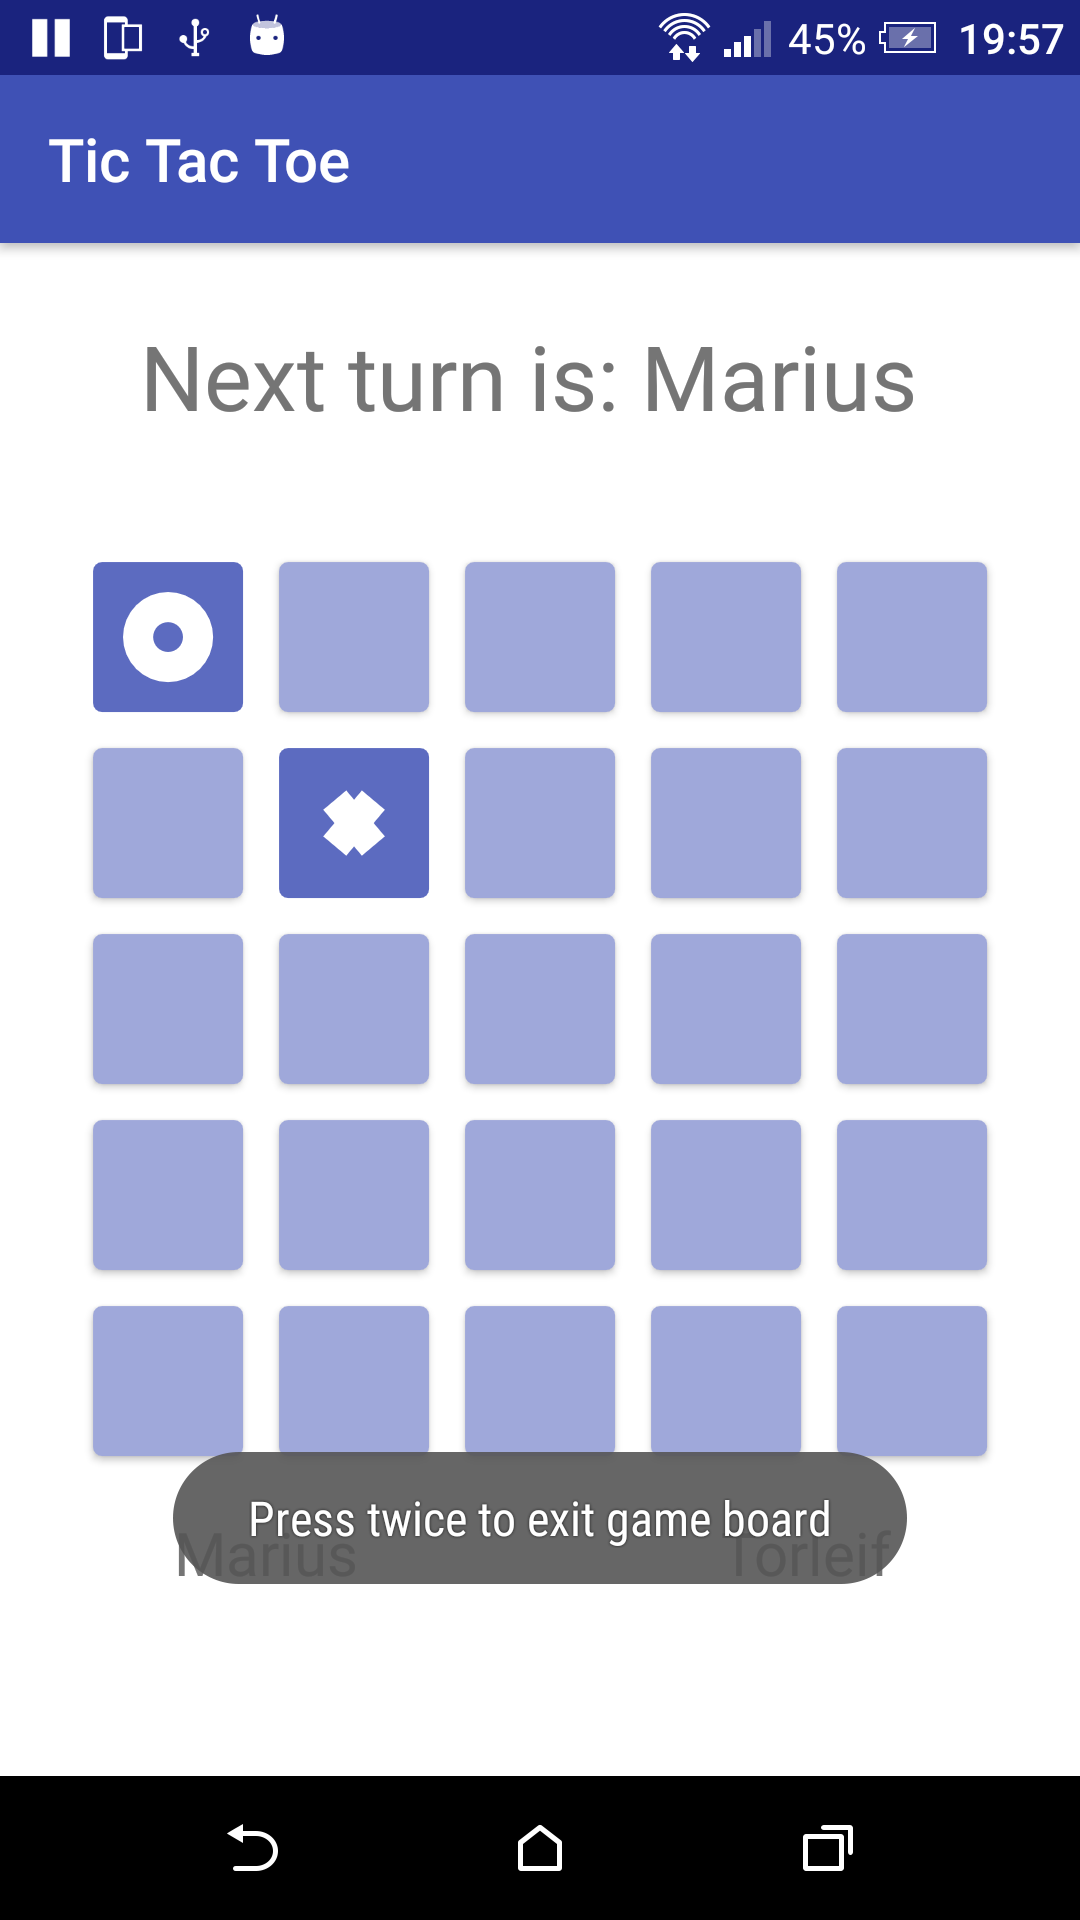 45% 19:57
Tic Tac Toe
Next turn is: Marius
Press twice to exit game board
Marius Torleif